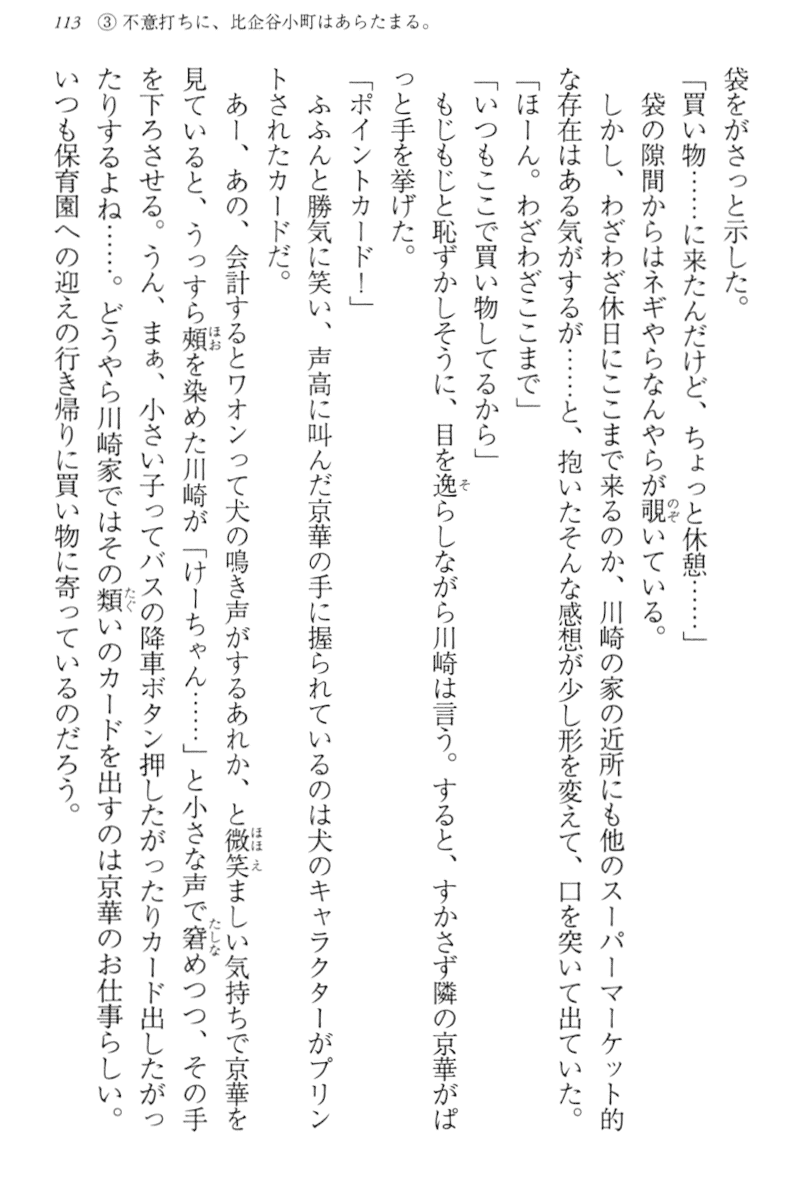 113 ③ 不意打ちに、比企谷小町はあらたまる。
袋をがさっと示した。
「買い物……に来たんだけど、ちょっと休憩……」
袋の隙間からはネギやらなんやらが覗いている。
しかし、わざわざ休日にここまで来るのか、川崎の家の近所にも他のスーパーマーケット的
な存在はある気がするが……と、抱いたそんな感想が少し形を変えて、口を突いて出ていた。
「ほーん。わざわざここまで」
「いつもここで買い物してるから」
もじもじと恥ずかしそうに、目を逸らしながら川崎は言う。すると、すかさず隣の京華がぱ
っと手を挙げた。
「ポイントカード！」
ふふんと勝気に笑い、声高に叫んだ京華の手に握られているのは犬のキャラクターがプリン
トされたカードだ。
あー、あの、会計するとワオンって犬の鳴き声がするあれか、と微笑ましい気持ちで京華を
見ていると、うっすら頰を染めた川崎が「けーちゃん……」と小さな声で窘めつつ、その手
を下ろさせる。うん、まぁ、小さい子ってバスの降車ボタン押したがったりカード出したがっ
たりするよね……。どうやら川崎家ではその類いのカードを出すのは京華のお仕事らしい。
いつも保育園への迎えの行き帰りに買い物に寄っているのだろう。